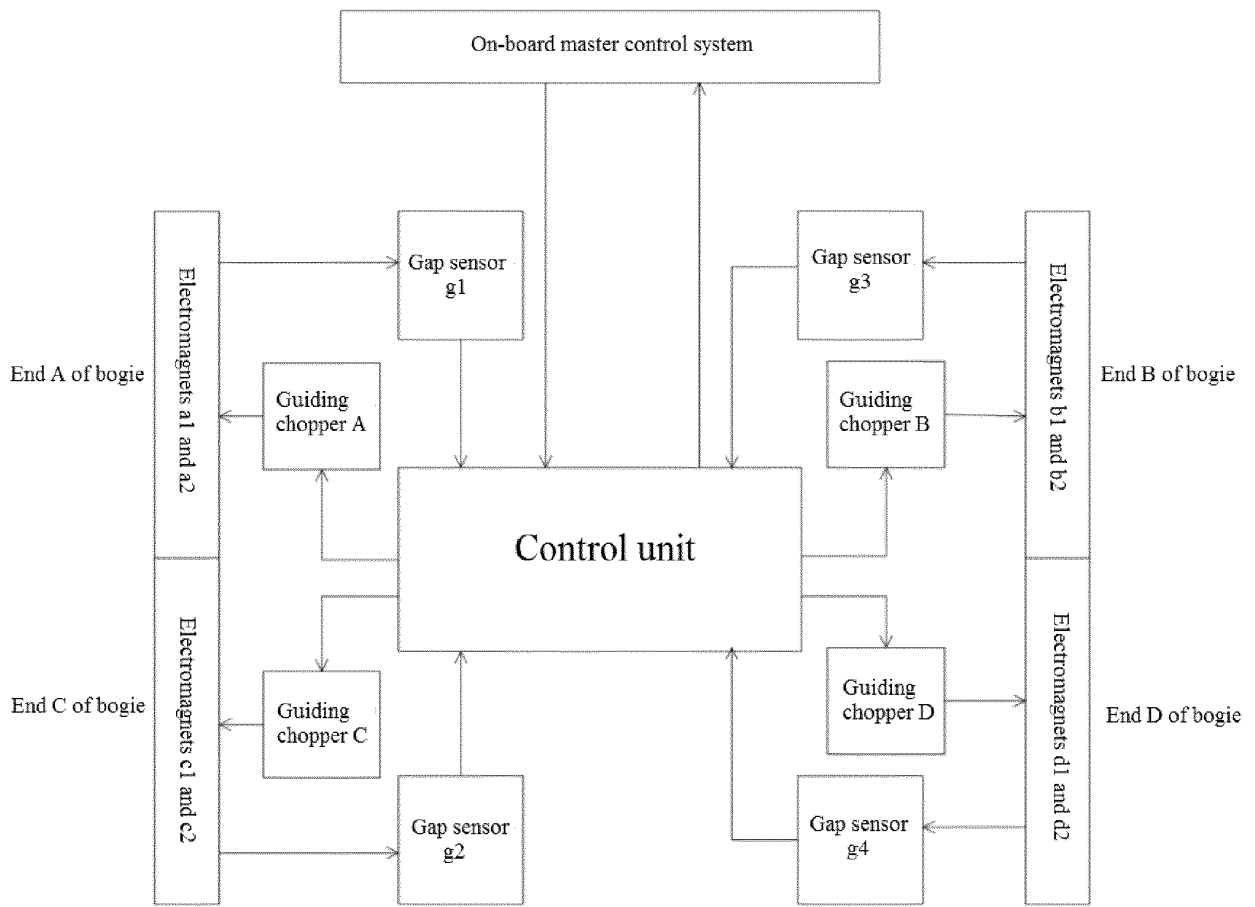 On-board master control system
Gap sensor
g1
Gap sensor
g3
Electromagnets a1 and a2
Electromagnets b1 and b2
End A of bogie
Guiding
chopper A
Guiding
chopper B
End B of bogie
Control unit
Electromagnets c1 and c2
Electromagnets d1 and d2
End C of bogie
Guiding
chopper C
Guiding
chopper D
End D of bogie
Gap sensor
g2
Gap sensor
g4